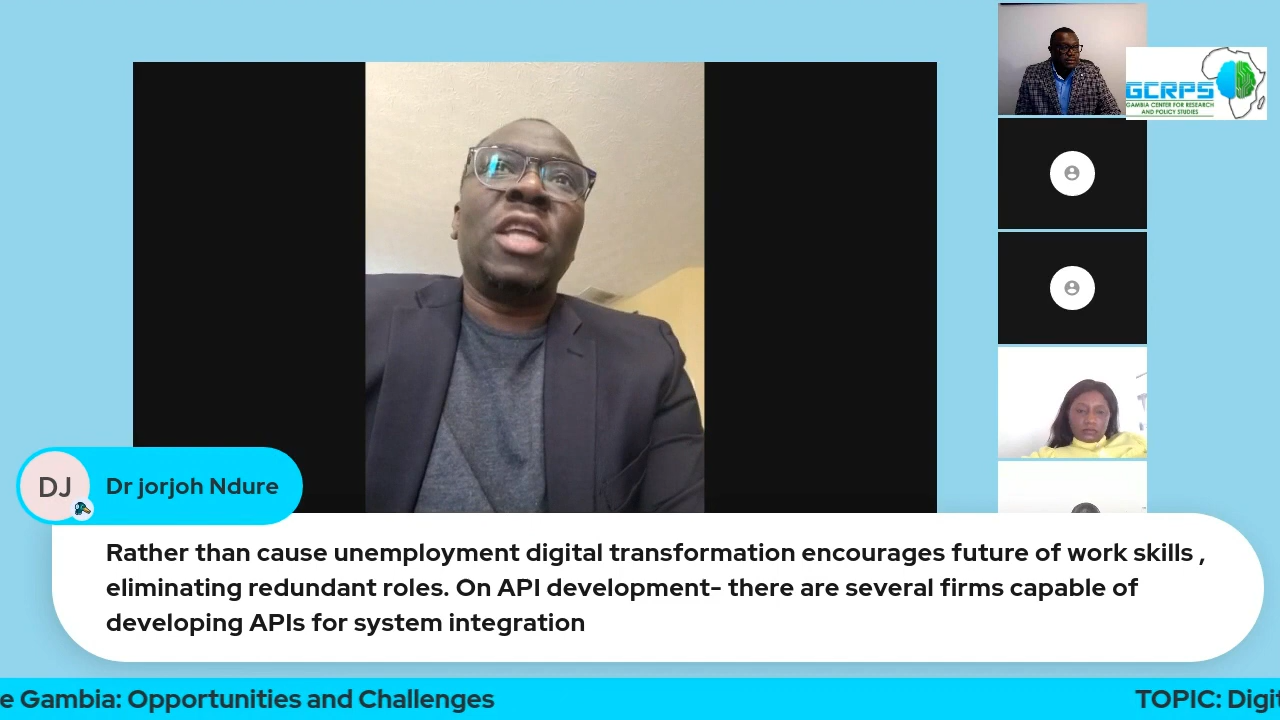 GCRPS
GAMBIA CENTER FOR RESEARCH
AND POLICY STUDIES
DJ
Dr jorjoh Ndure
Rather than cause unemployment digital transformation encourages future of work skills ,
eliminating redundant roles. On API development- there are several firms capable of
developing APIs for system integration
e Gambia: Opportunities and Challenges
TOPIC: Digit